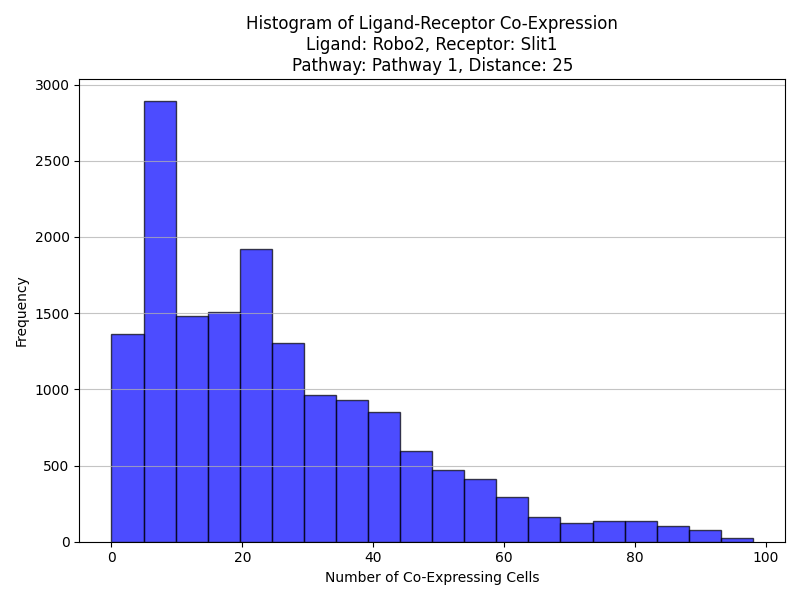 Histogram of Ligand-Receptor Co-Expression
Ligand: Robo2, Receptor: Slit1
Pathway: Pathway 1, Distance: 25
Frequency
3000
2500
2000
1500
1000
500
0
0 20 40 60 80 100
Number of Co-Expressing Cells